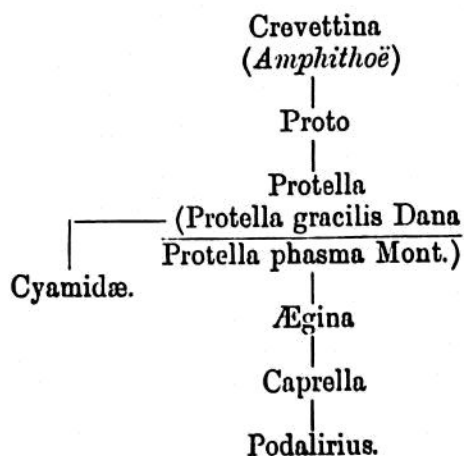 Crevettina
(Amphithoë)
Proto
Protella
(Protella gracilis Dana
Protella phasma Mont.)
Cyamidæ.
Ægina
Caprella
Podalirius.